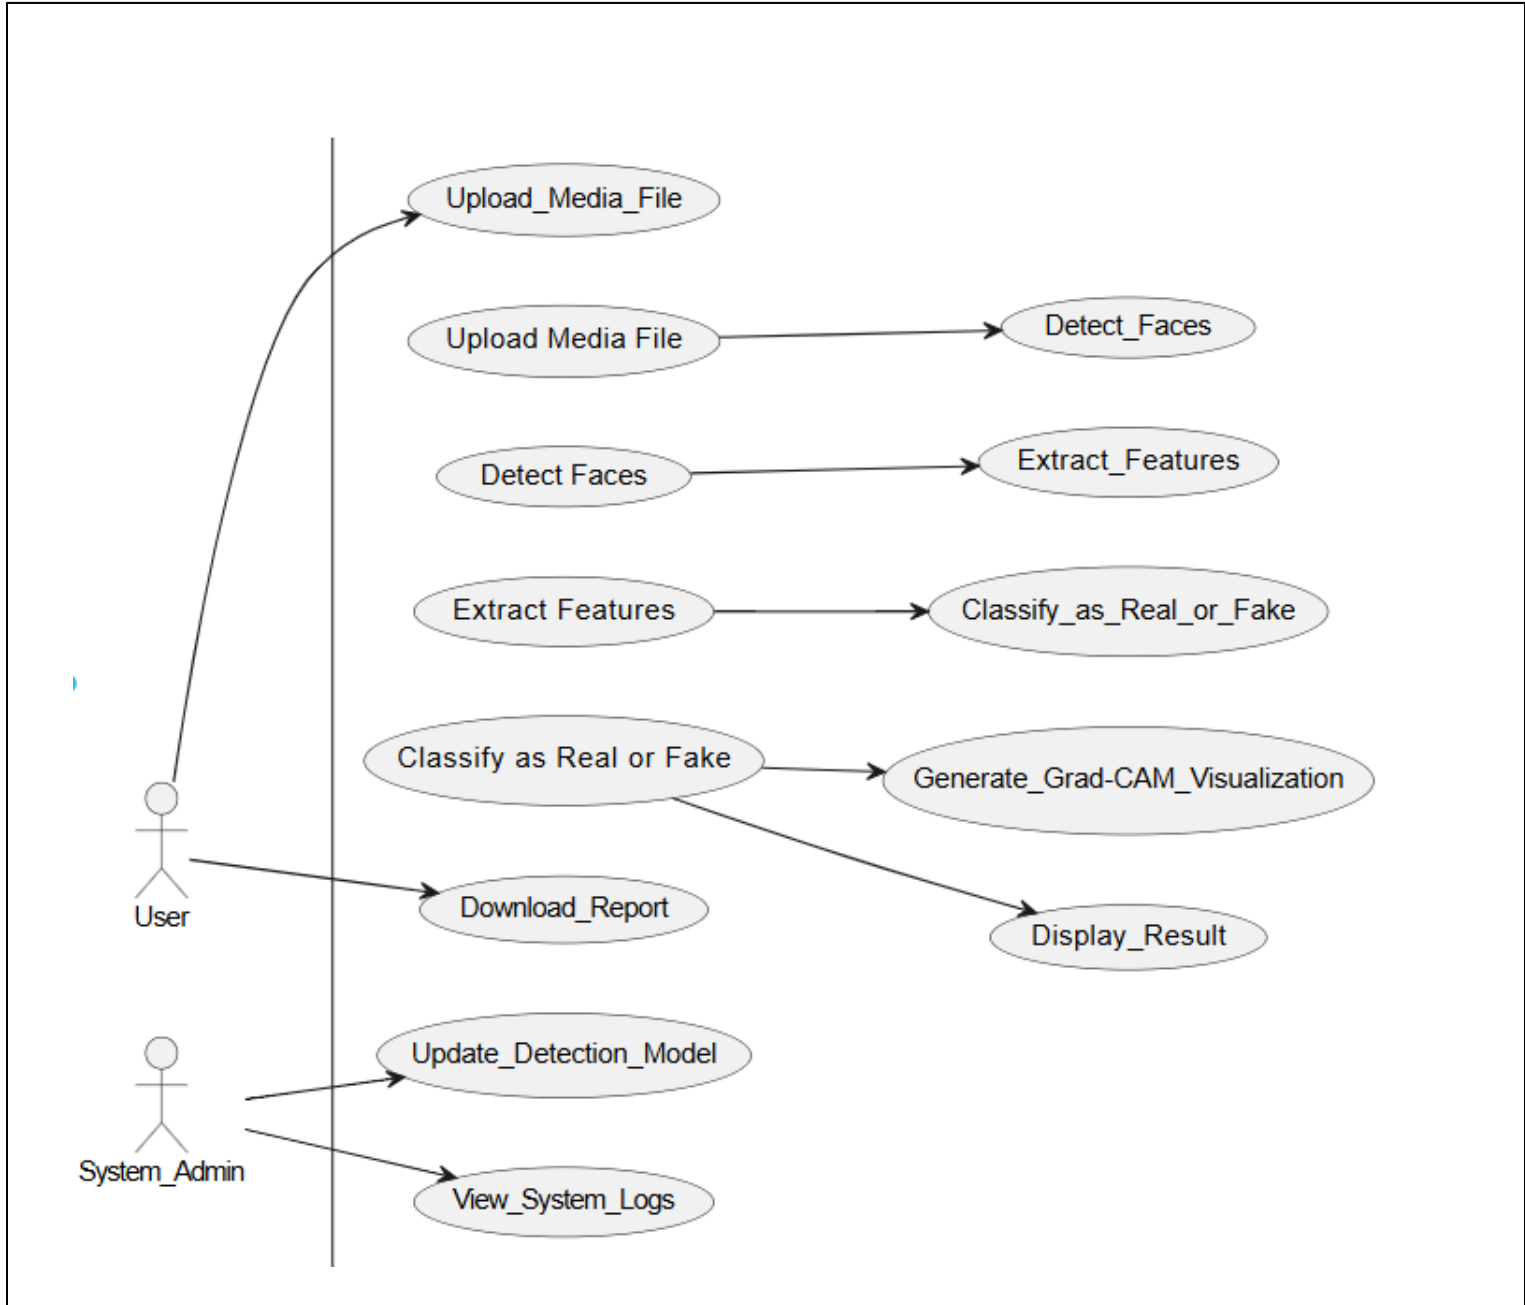 Upload_Media_File
Upload Media File
Detect_Faces
Detect Faces
Extract_Features
Extract Features
Classify_as_Real_or_Fake
Classify as Real or Fake
Generate_Grad-CAM_Visualization
User
Download_Report
Display_Result
Update_Detection_Model
System_Admin
View_System_Logs